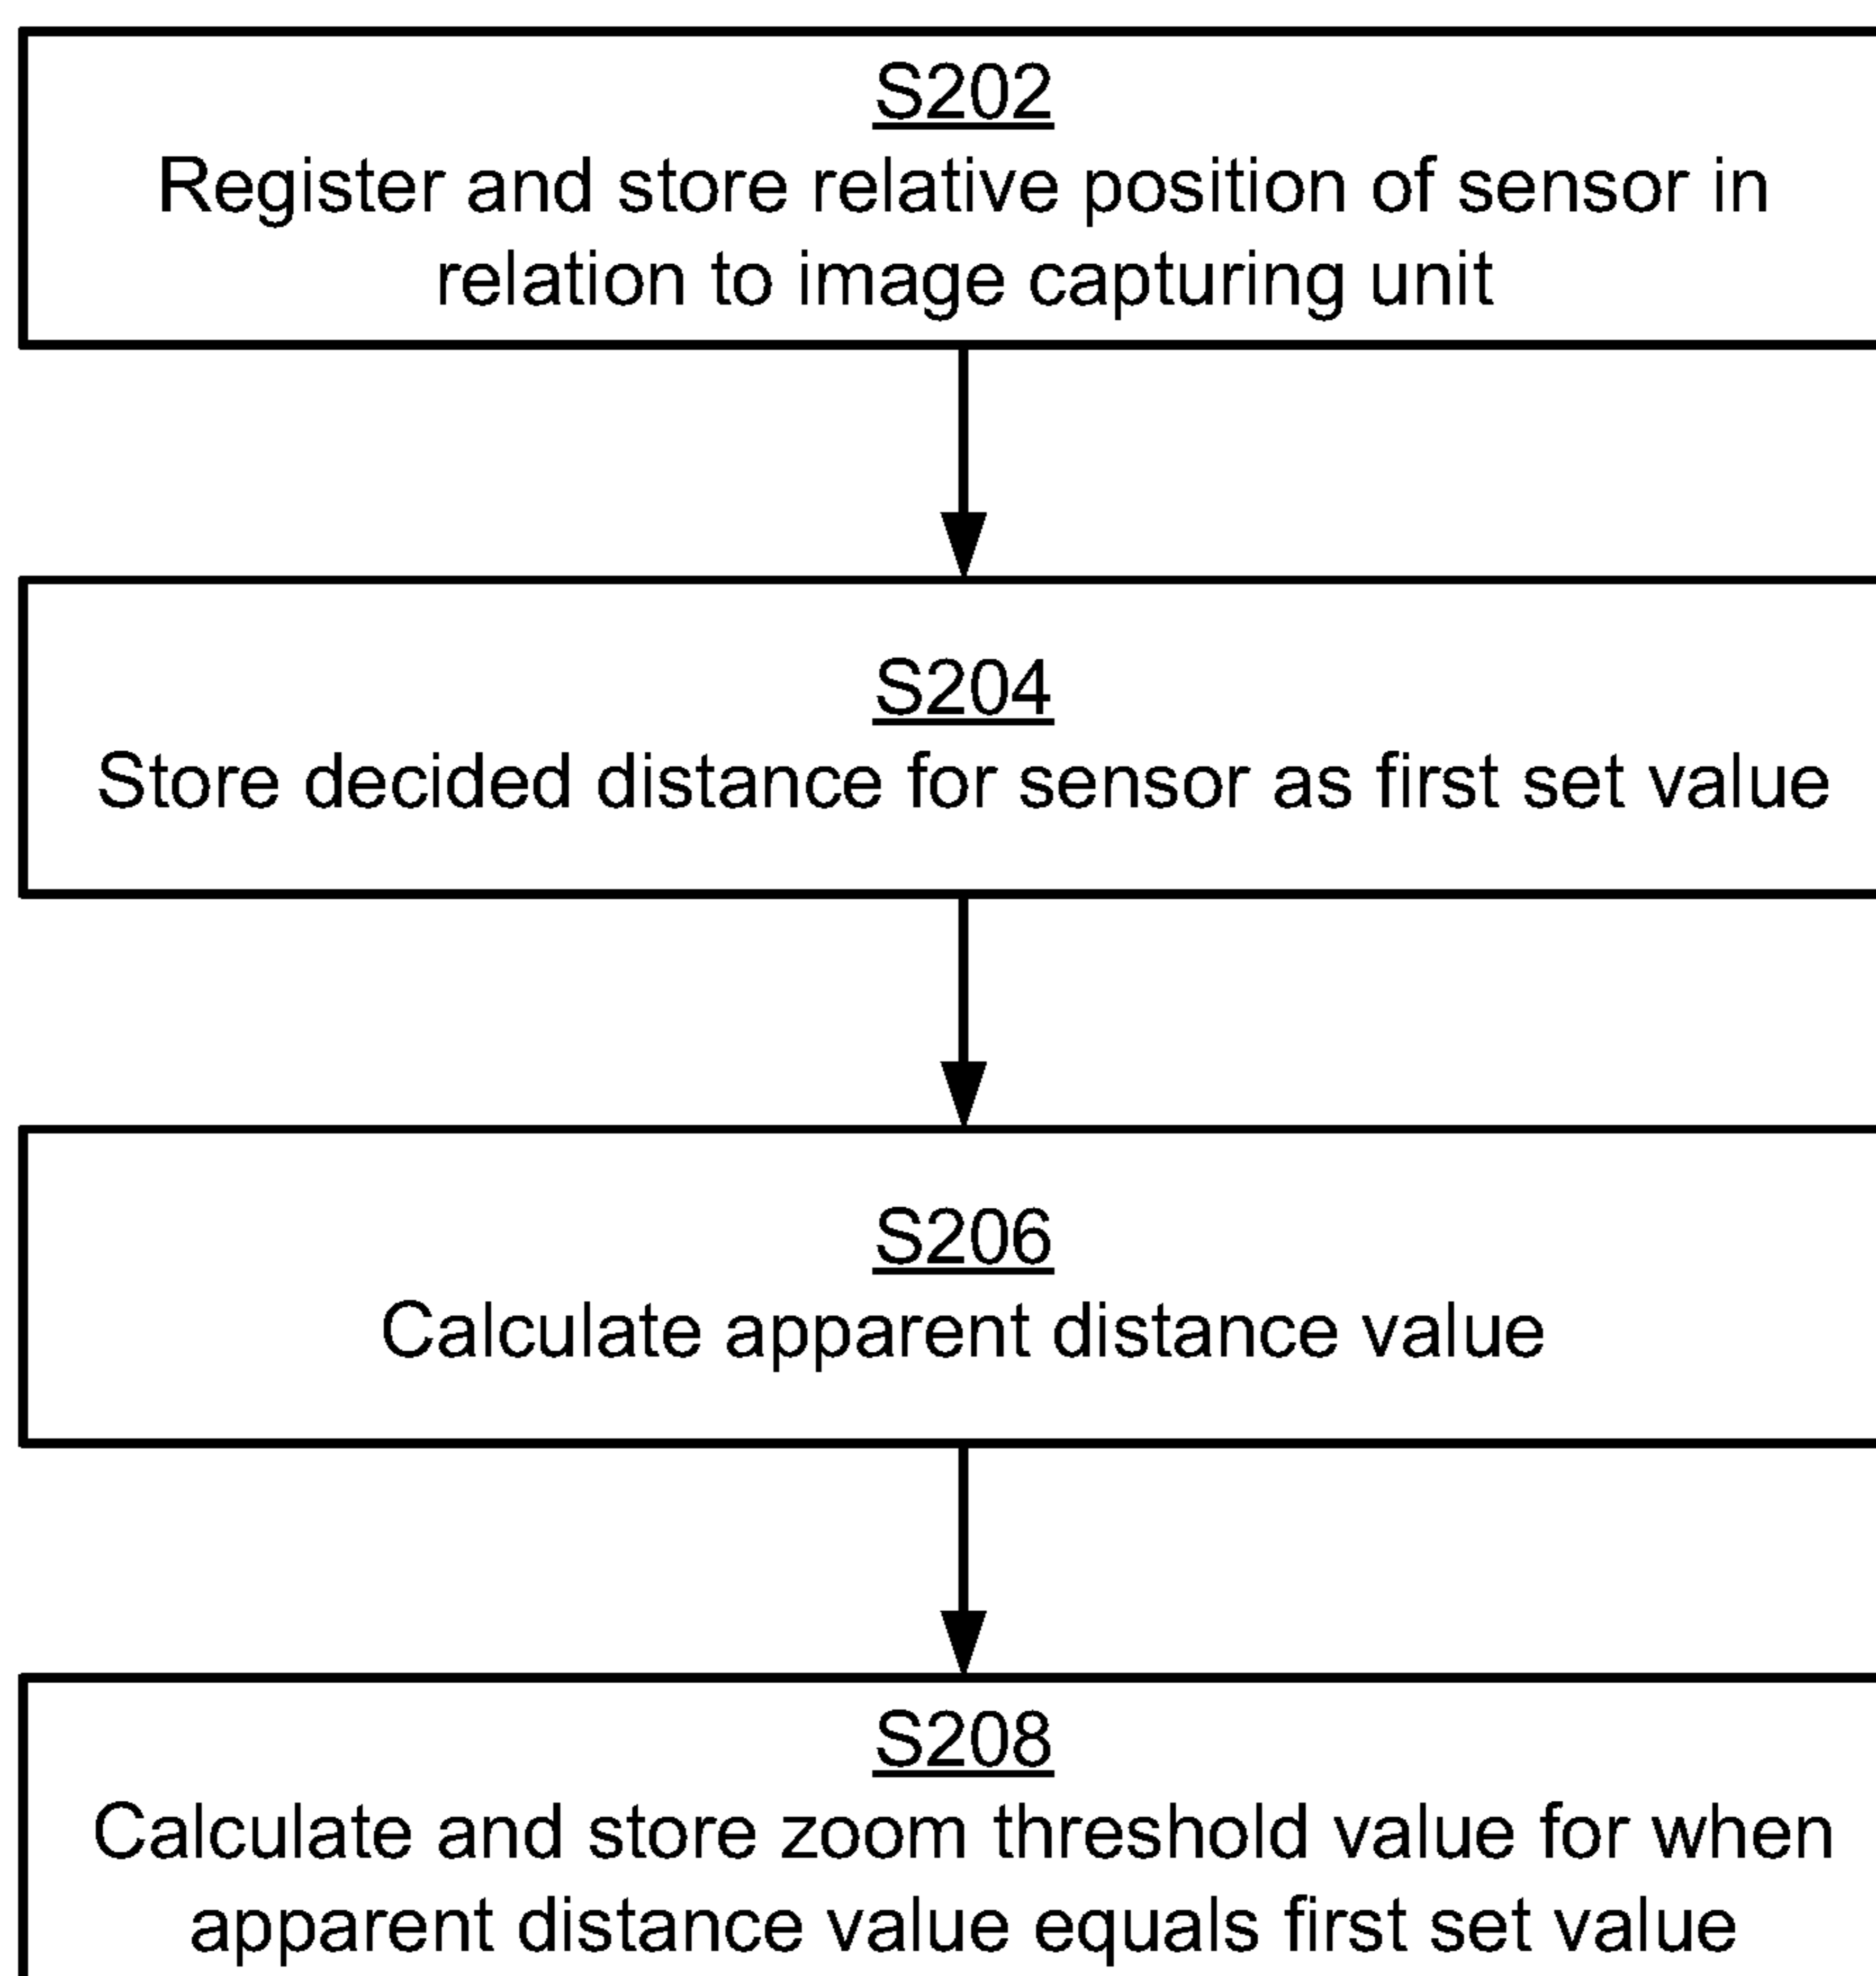 S202
Register and store relative position of sensor in
relation to image capturing unit
S204
Store decided distance for sensor as first set value
S206
Calculate apparent distance value
S208
Calculate and store zoom threshold value for when
apparent distance value equals first set value